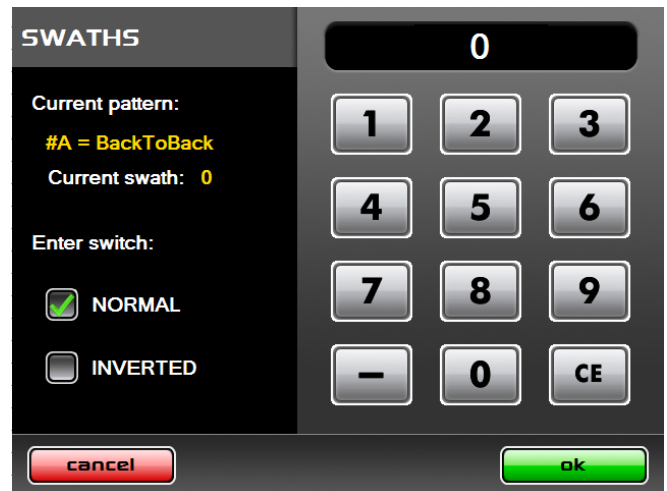 SWATHS
0
Current pattern:
#A = BackToBack
Current swath: 0
Enter switch:
NORMAL
INVERTED
1 2 3
4 5 6
7 8 9
– 0 CE
cancel
ok